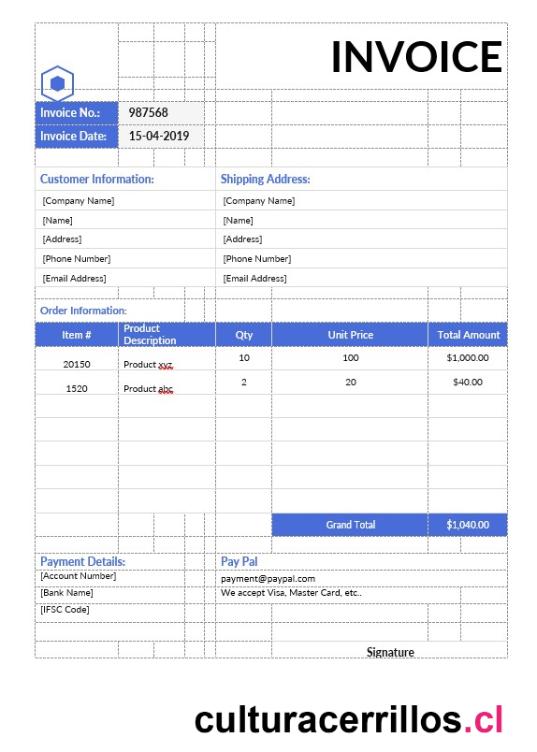 INVOICE
Invoice No.: 987568
Invoice Date: 15-04-2019
Customer Information: Shipping Address:
[Company Name] [Company Name]
[Name] [Name]
[Address] [Address]
[Phone Number] [Phone Number]
[Email Address] [Email Address]
Order Information:
Item # Product Description Qty Unit Price Total Amount
20150 Product xyz 10 100 $1,000.00
1520 Product abc 2 20 $40.00
Grand Total $1,040.00
Payment Details: Pay Pal
[Account Number] payment@paypal.com
[Bank Name] We accept Visa, Master Card, etc..
[IFSC Code]
Signature
culturacerrillos.cl